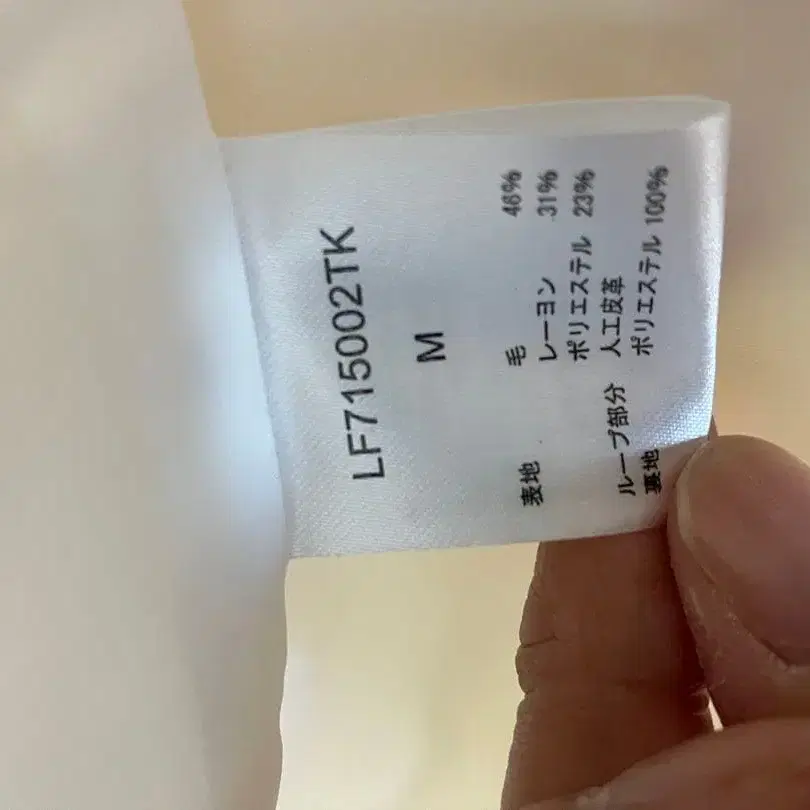 LF715002TK
M
表地 毛 46%
レーヨン 31%
ポリエステル 23%
ループ部分 人工皮革
裏地 ポリエステル 100%